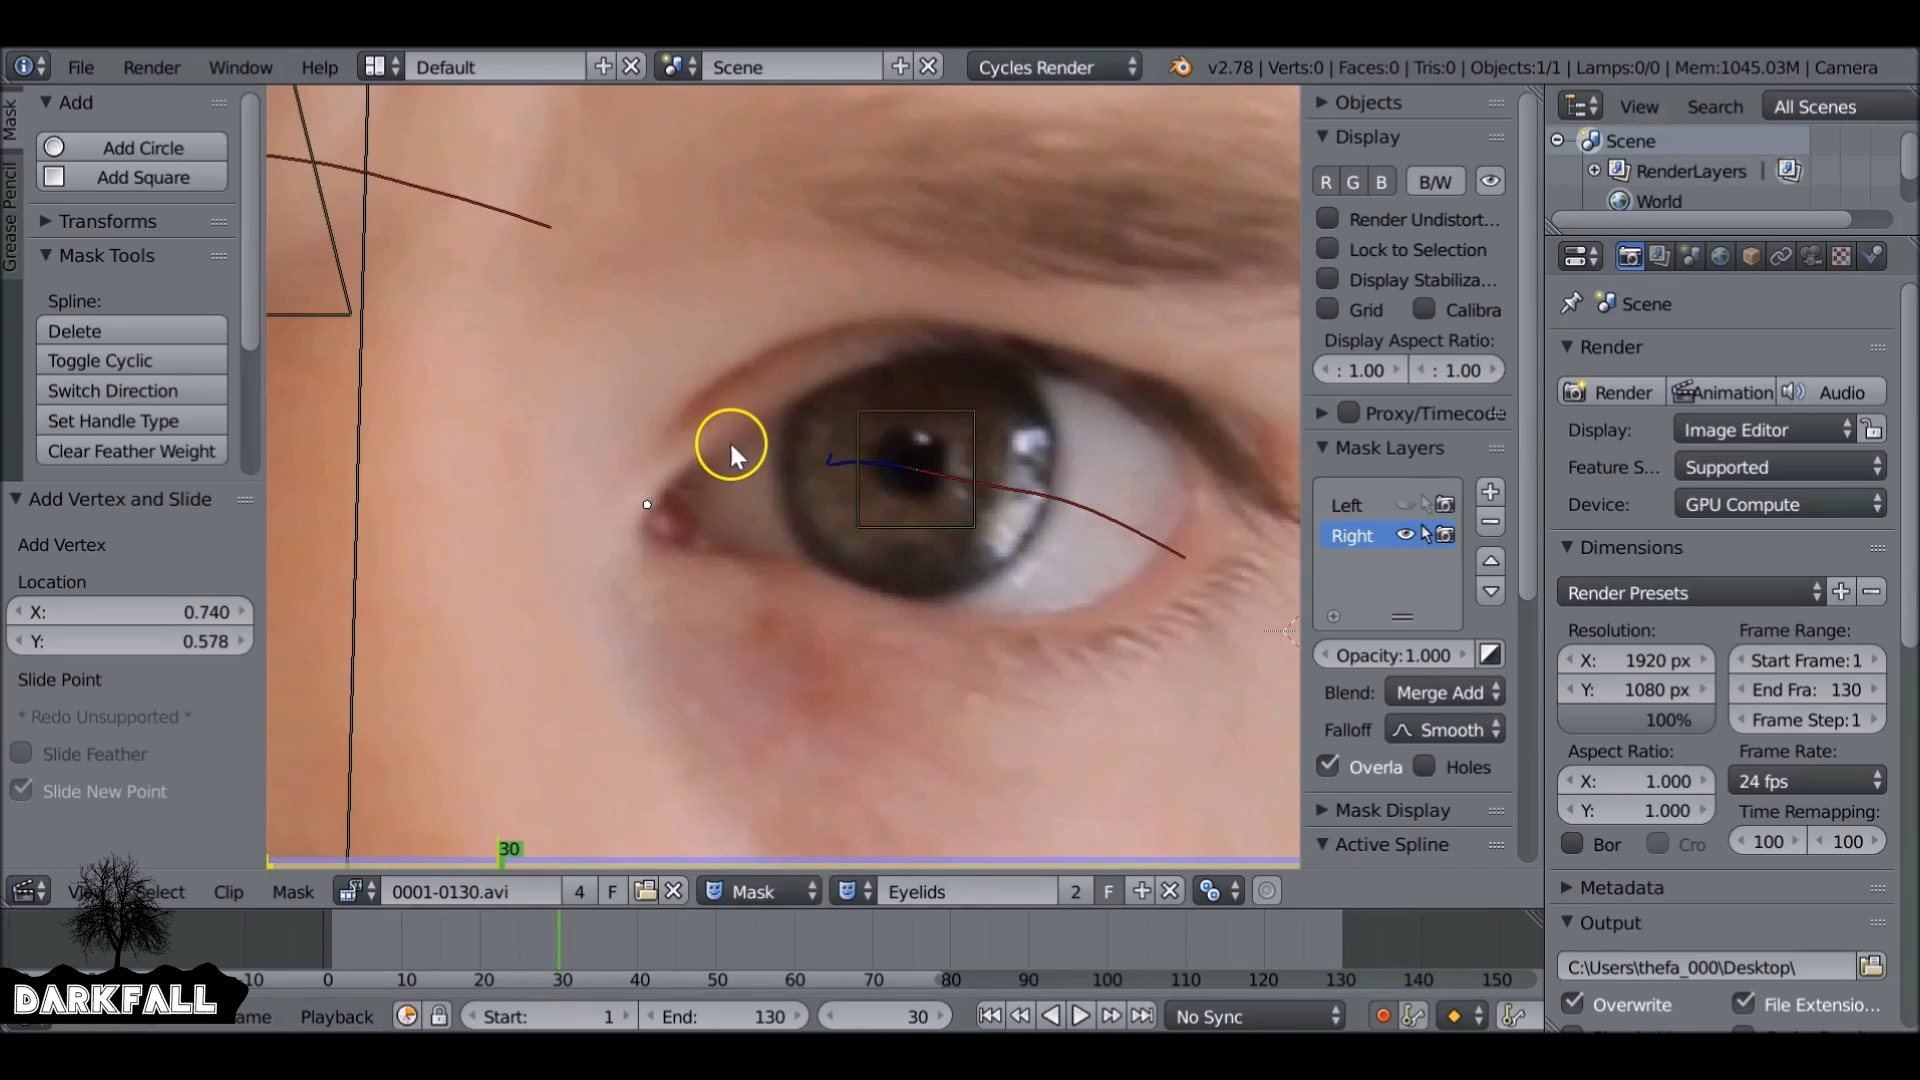 File Render Window Help Default Scene Cycles Render v2.78 | Verts:0 | Faces:0 | Tris:0 | Objects:1/1 | Lamps:0/0 | Mem:1045.03M | Camera
Mask
Grease Pencil
Add
Add Circle
Add Square
Transforms
Mask Tools
Spline:
Delete
Toggle Cyclic
Switch Direction
Set Handle Type
Clear Feather Weight
Add Vertex and Slide
Add Vertex
Location
X: 0.740
Y: 0.578
Slide Point
* Redo Unsupported *
Slide Feather
Slide New Point
30
Objects
Display
R G B B/W
Render Undistort...
Lock to Selection
Display Stabiliza...
Grid Calibra
Display Aspect Ratio:
: 1.00 : 1.00
Proxy/Timecode
Mask Layers
Left
Right
Opacity: 1.000
Blend: Merge Add
Falloff Smooth
Overla Holes
Mask Display
Active Spline
View Search All Scenes
Scene
RenderLayers
World
Scene
Render
Render Animation Audio
Display: Image Editor
Feature S... Supported
Device: GPU Compute
Dimensions
Render Presets
Resolution: Frame Range:
X: 1920 px Start Frame: 1
Y: 1080 px End Fra: 130
100% Frame Step: 1
Aspect Ratio: Frame Rate:
X: 1.000 24 fps
Y: 1.000 Time Remapping:
Bor Cro 100 100
Metadata
Output
C:\Users\thefa_000\Desktop\
Overwrite File Extensio...
Clip Mask 0001-0130.avi 4 F Mask Eyelids 2 F
0 10 20 30 40 50 60 70 80 90 100 110 120 130 140 150
Playback Start: 1 End: 130 30 No Sync
DARKFALL